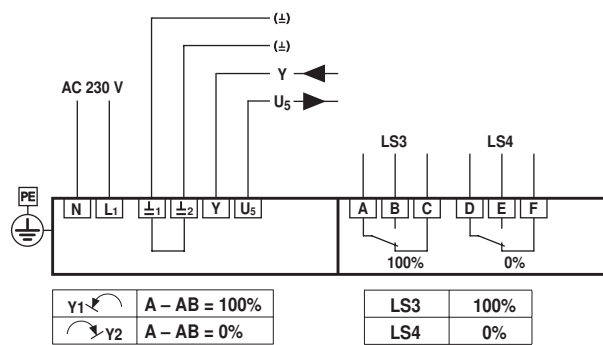 (⊥)
(⊥)
Y
AC 230 V
U5
LS3 LS4
PE
N L1 ⊥1 ⊥2 Y U5 A B C D E F
100% 0%
Y1 A – AB = 100%
Y2 A – AB = 0%
LS3 100%
LS4 0%